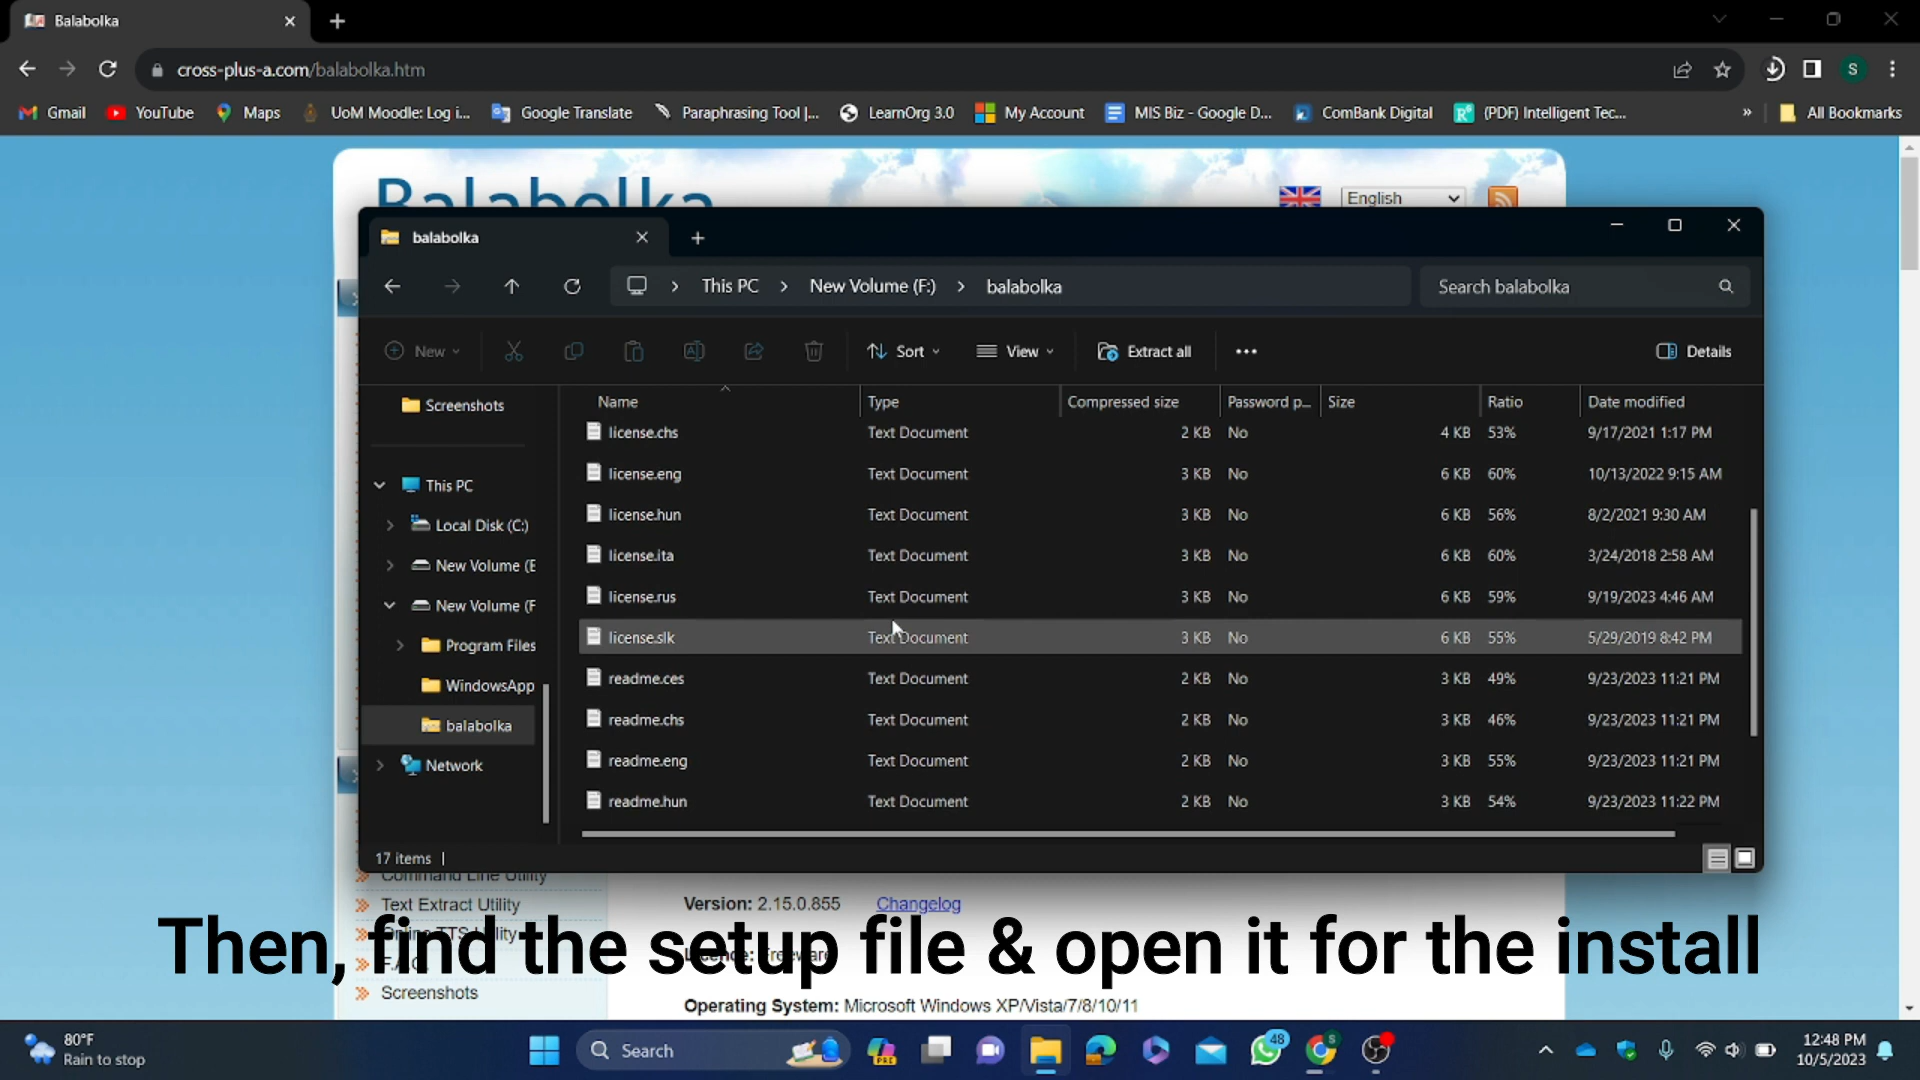 Balabolka
cross-plus-a.com/balabolka.htm
S
Gmail
YouTube
Maps
UoM Moodle: Log i...
Google Translate
Paraphrasing Tool |...
LearnOrg 3.0
My Account
MIS Biz - Google D...
ComBank Digital
(PDF) Intelligent Tec...
»
All Bookmarks
Balabolka
English
balabolka
This PC > New Volume (F:) > balabolka
Search balabolka
New
Sort
View
Extract all
Details
Screenshots
This PC
Local Disk (C:)
New Volume (E
New Volume (F
Program Files
WindowsApp
balabolka
Network
Name Type Compressed size Password p... Size Ratio Date modified
license.chs Text Document 2 KB No 4 KB 53% 9/17/2021 1:17 PM
license.eng Text Document 3 KB No 6 KB 60% 10/13/2022 9:15 AM
license.hun Text Document 3 KB No 6 KB 56% 8/2/2021 9:30 AM
license.ita Text Document 3 KB No 6 KB 60% 3/24/2018 2:58 AM
license.rus Text Document 3 KB No 6 KB 59% 9/19/2023 4:46 AM
license.slk Text Document 3 KB No 6 KB 55% 5/29/2019 8:42 PM
readme.ces Text Document 2 KB No 3 KB 49% 9/23/2023 11:21 PM
readme.chs Text Document 2 KB No 3 KB 46% 9/23/2023 11:21 PM
readme.eng Text Document 2 KB No 3 KB 55% 9/23/2023 11:21 PM
readme.hun Text Document 2 KB No 3 KB 54% 9/23/2023 11:22 PM
17 items
Command Line Utility
Text Extract Utility
Online TTS Utility
F.A.Q.
Screenshots
Version: 2.15.0.855 Changelog
Licence: Freeware
Operating System: Microsoft Windows XP/Vista/7/8/10/11
Then, find the setup file & open it for the install
80°F
Rain to stop
Search
PRE
48
S
12:48 PM
10/5/2023